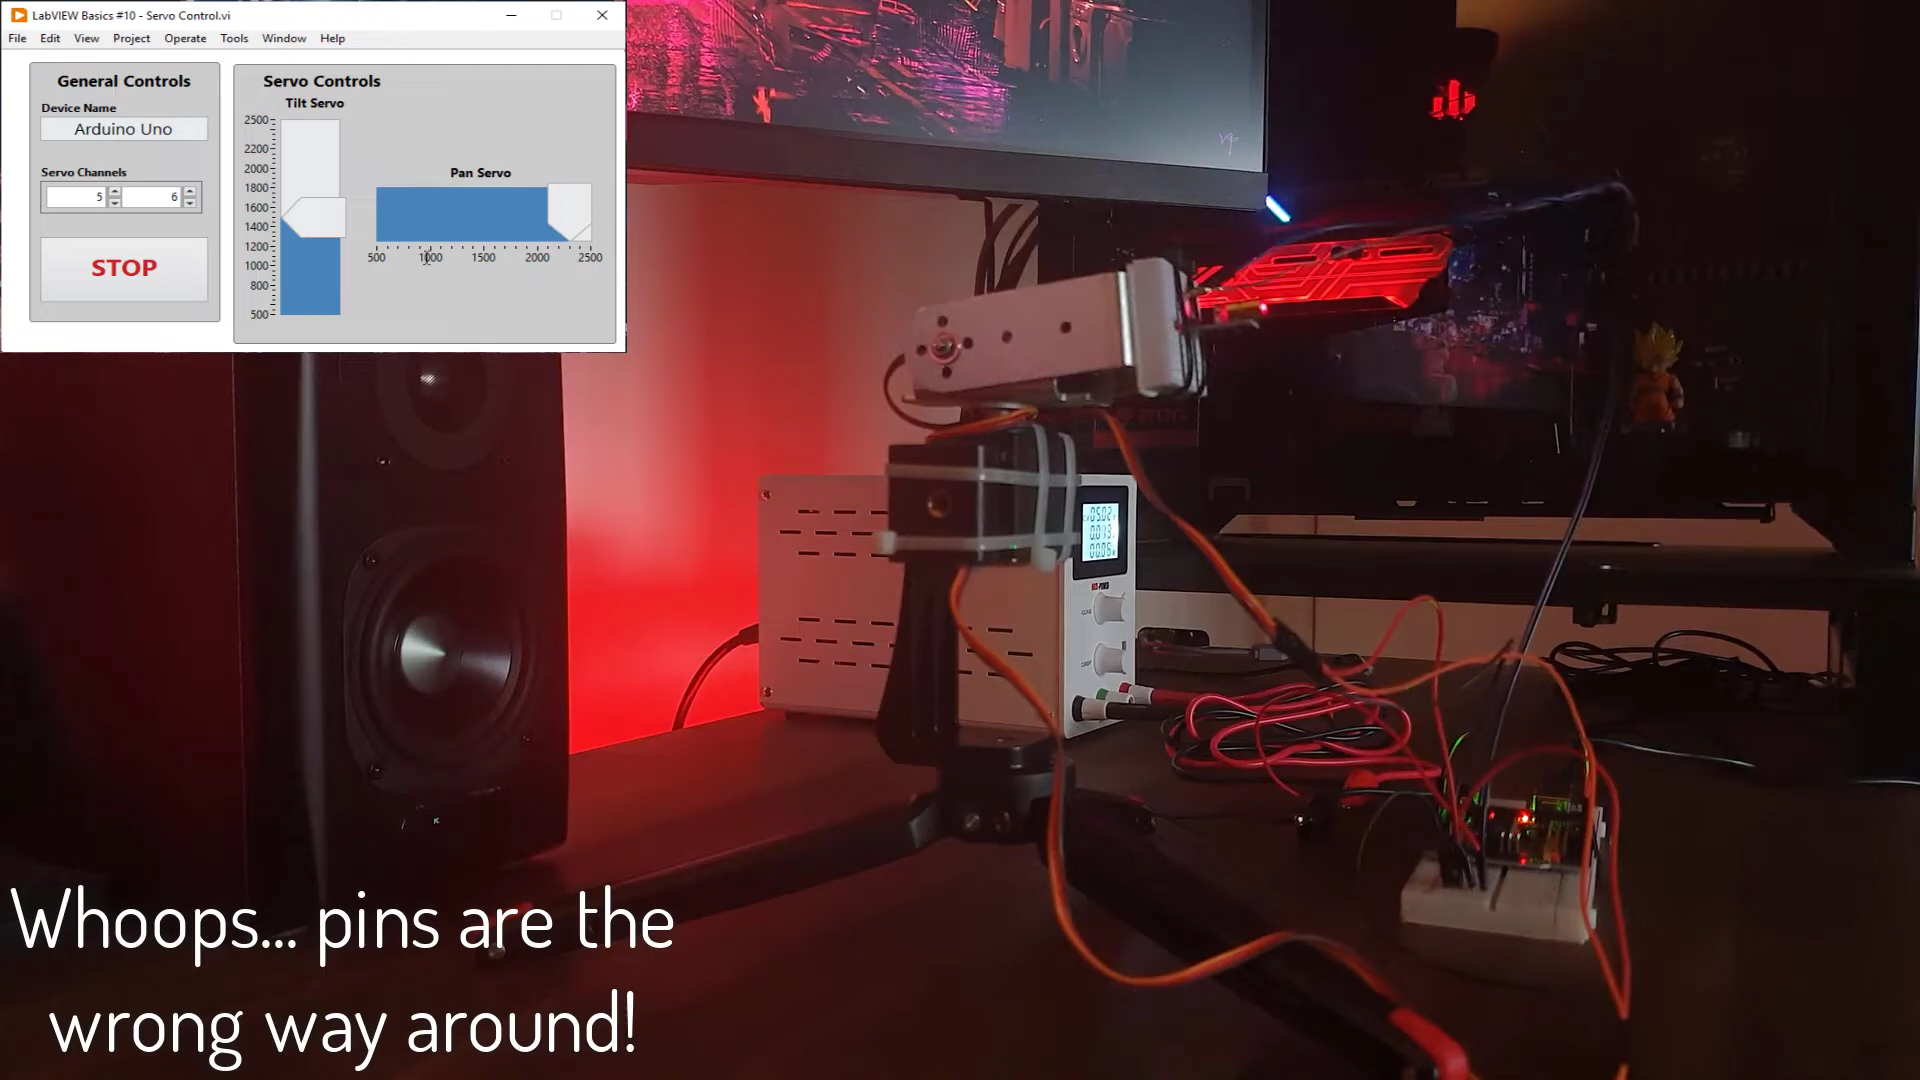 LabVIEW Basics #10 - Servo Control.vi
File Edit View Project Operate Tools Window Help
General Controls
Device Name
Arduino Uno
Servo Channels
5 6
STOP
Servo Controls
Tilt Servo
2500
2200
2000
1800
1600
1400
1200
1000
800
500
Pan Servo
500 1000 1500 2000 2500
05.02
Whoops... pins are the
wrong way around!